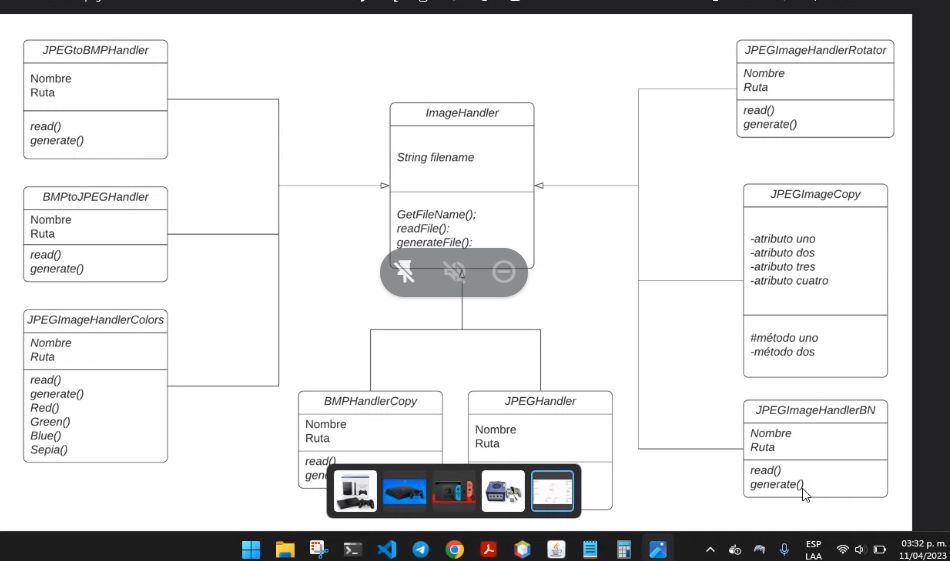 JPEGtoBMPHandler
Nombre
Ruta
read()
generate()
BMPtoJPEGHandler
Nombre
Ruta
read()
generate()
JPEGImageHandlerColors
Nombre
Ruta
read()
generate()
Red()
Green()
Blue()
Sepia()
ImageHandler
String filename
GetFileName();
readFile():
generateFile():
BMPHandlerCopy
Nombre
Ruta
read()
JPEGHandler
Nombre
Ruta
JPEGImageHandlerRotator
Nombre
Ruta
read()
generate()
JPEGImageCopy
-atributo uno
-atributo dos
-atributo tres
-atributo cuatro
#método uno
-método dos
JPEGImageHandlerBN
Nombre
Ruta
read()
generate()
ESP
LAA
03:32 p. m.
11/04/2023